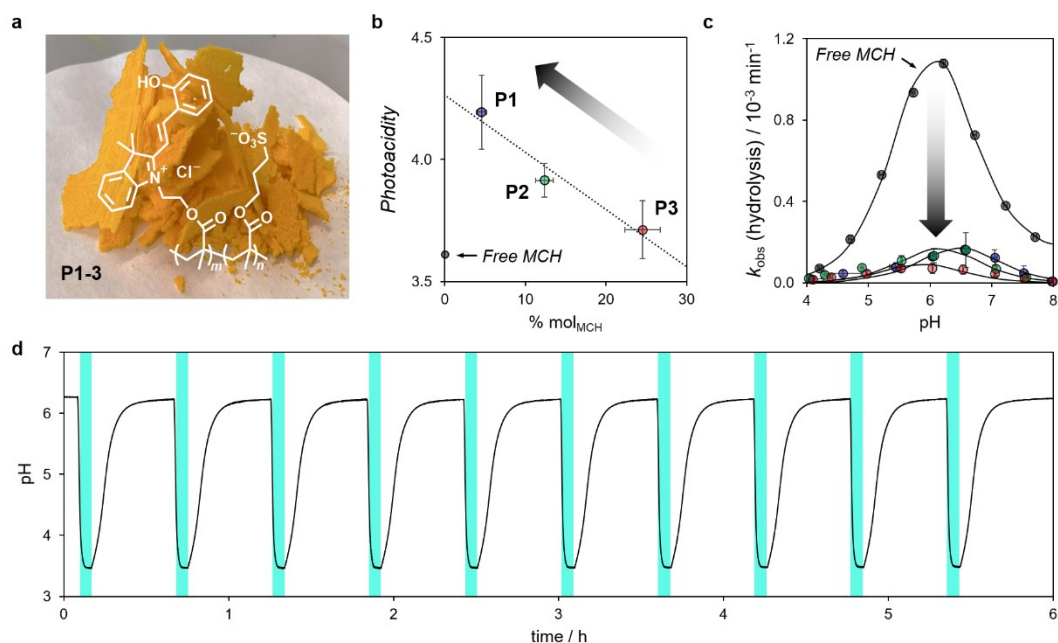 a
HO
⁻O₃S
N⁺ Cl⁻
O
O
O
O
m
n
P1-3
b
4.5
4.0
3.5
Photoacidity
P1
P2
P3
Free MCH
0
10
20
30
% mol_MCH
c
1.2
0.8
0.4
0.0
k_obs (hydrolysis) / 10⁻³ min⁻¹
Free MCH
4
5
6
7
8
pH
d
7
6
5
4
3
pH
0
1
2
3
4
5
6
time / h